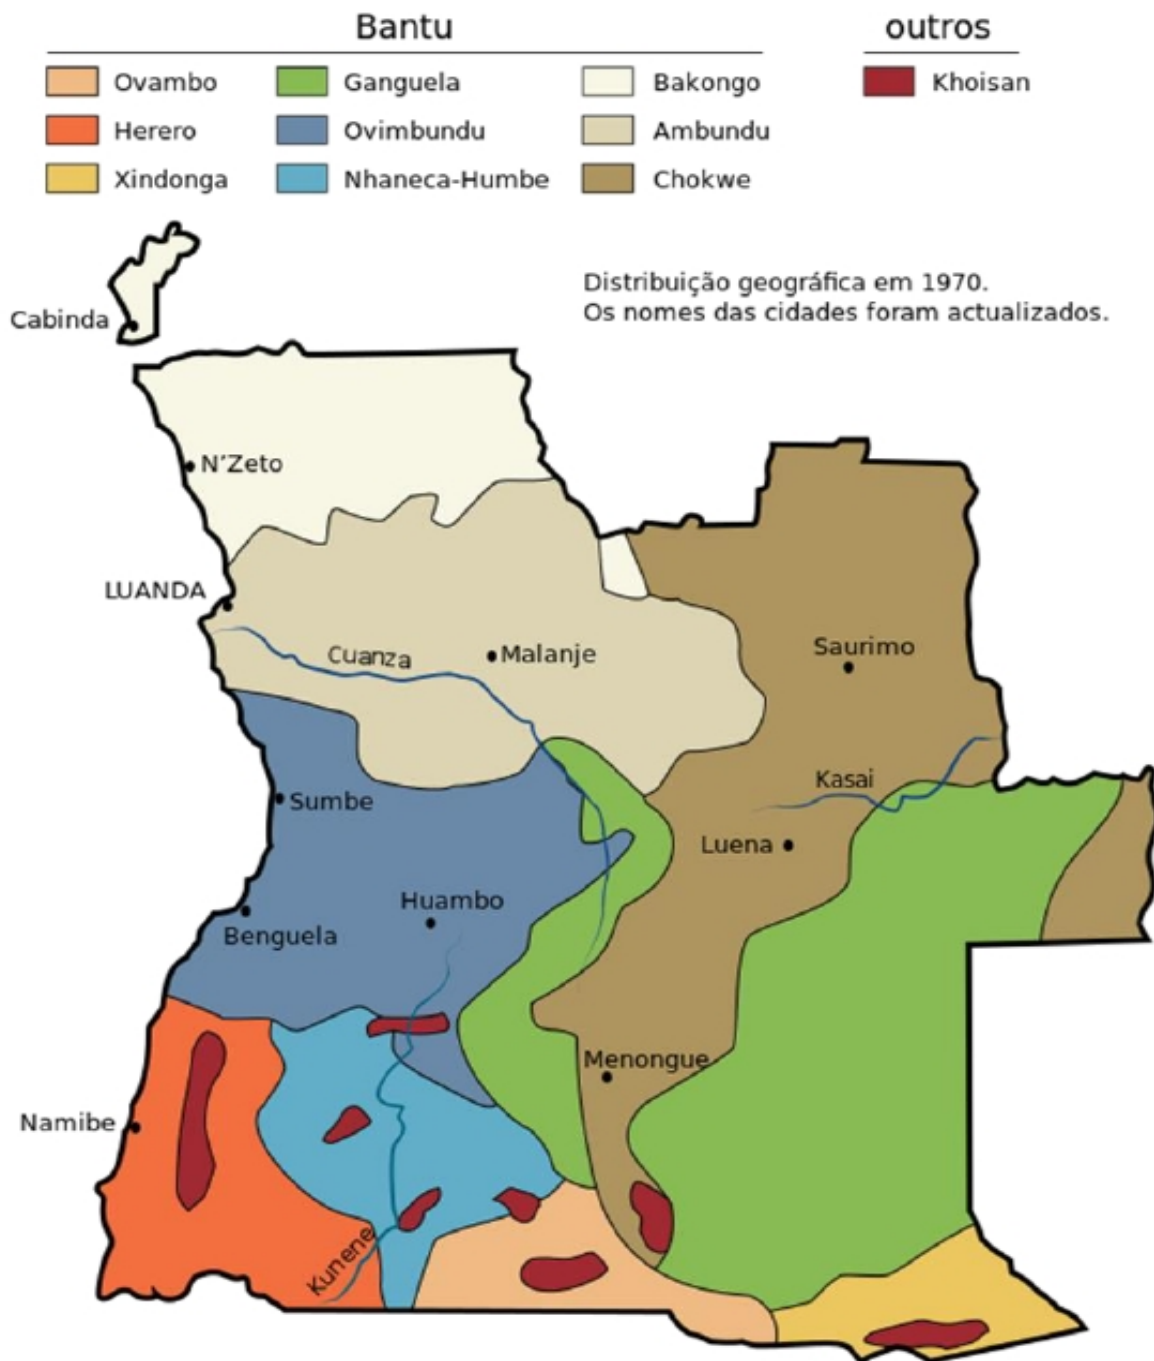 Bantu outros
Ovambo Ganguela Bakongo Khoisan
Herero Ovimbundu Ambundu
Xindonga Nhaneca-Humbe Chokwe
Distribuição geográfica em 1970.
Os nomes das cidades foram actualizados.
Cabinda
N'Zeto
LUANDA
Cuanza
Malanje
Saurimo
Kasai
Sumbe
Luena
Huambo
Benguela
Menongue
Namibe
Kunene